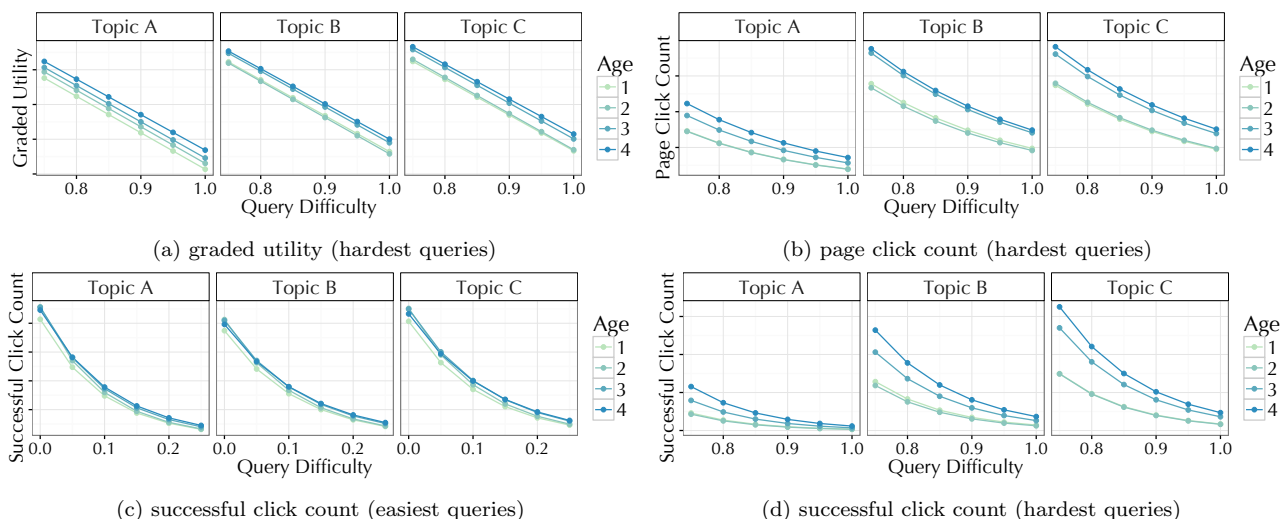 Topic A Topic B Topic C
Graded Utility
Age
1
2
3
4
0.8 0.9 1.0 0.8 0.9 1.0 0.8 0.9 1.0
Query Difficulty
(a) graded utility (hardest queries)
Topic A Topic B Topic C
Page Click Count
Age
1
2
3
4
0.8 0.9 1.0 0.8 0.9 1.0 0.8 0.9 1.0
Query Difficulty
(b) page click count (hardest queries)
Topic A Topic B Topic C
Successful Click Count
Age
1
2
3
4
0.0 0.1 0.2 0.0 0.1 0.2 0.0 0.1 0.2
Query Difficulty
(c) successful click count (easiest queries)
Topic A Topic B Topic C
Successful Click Count
Age
1
2
3
4
0.8 0.9 1.0 0.8 0.9 1.0 0.8 0.9 1.0
Query Difficulty
(d) successful click count (hardest queries)